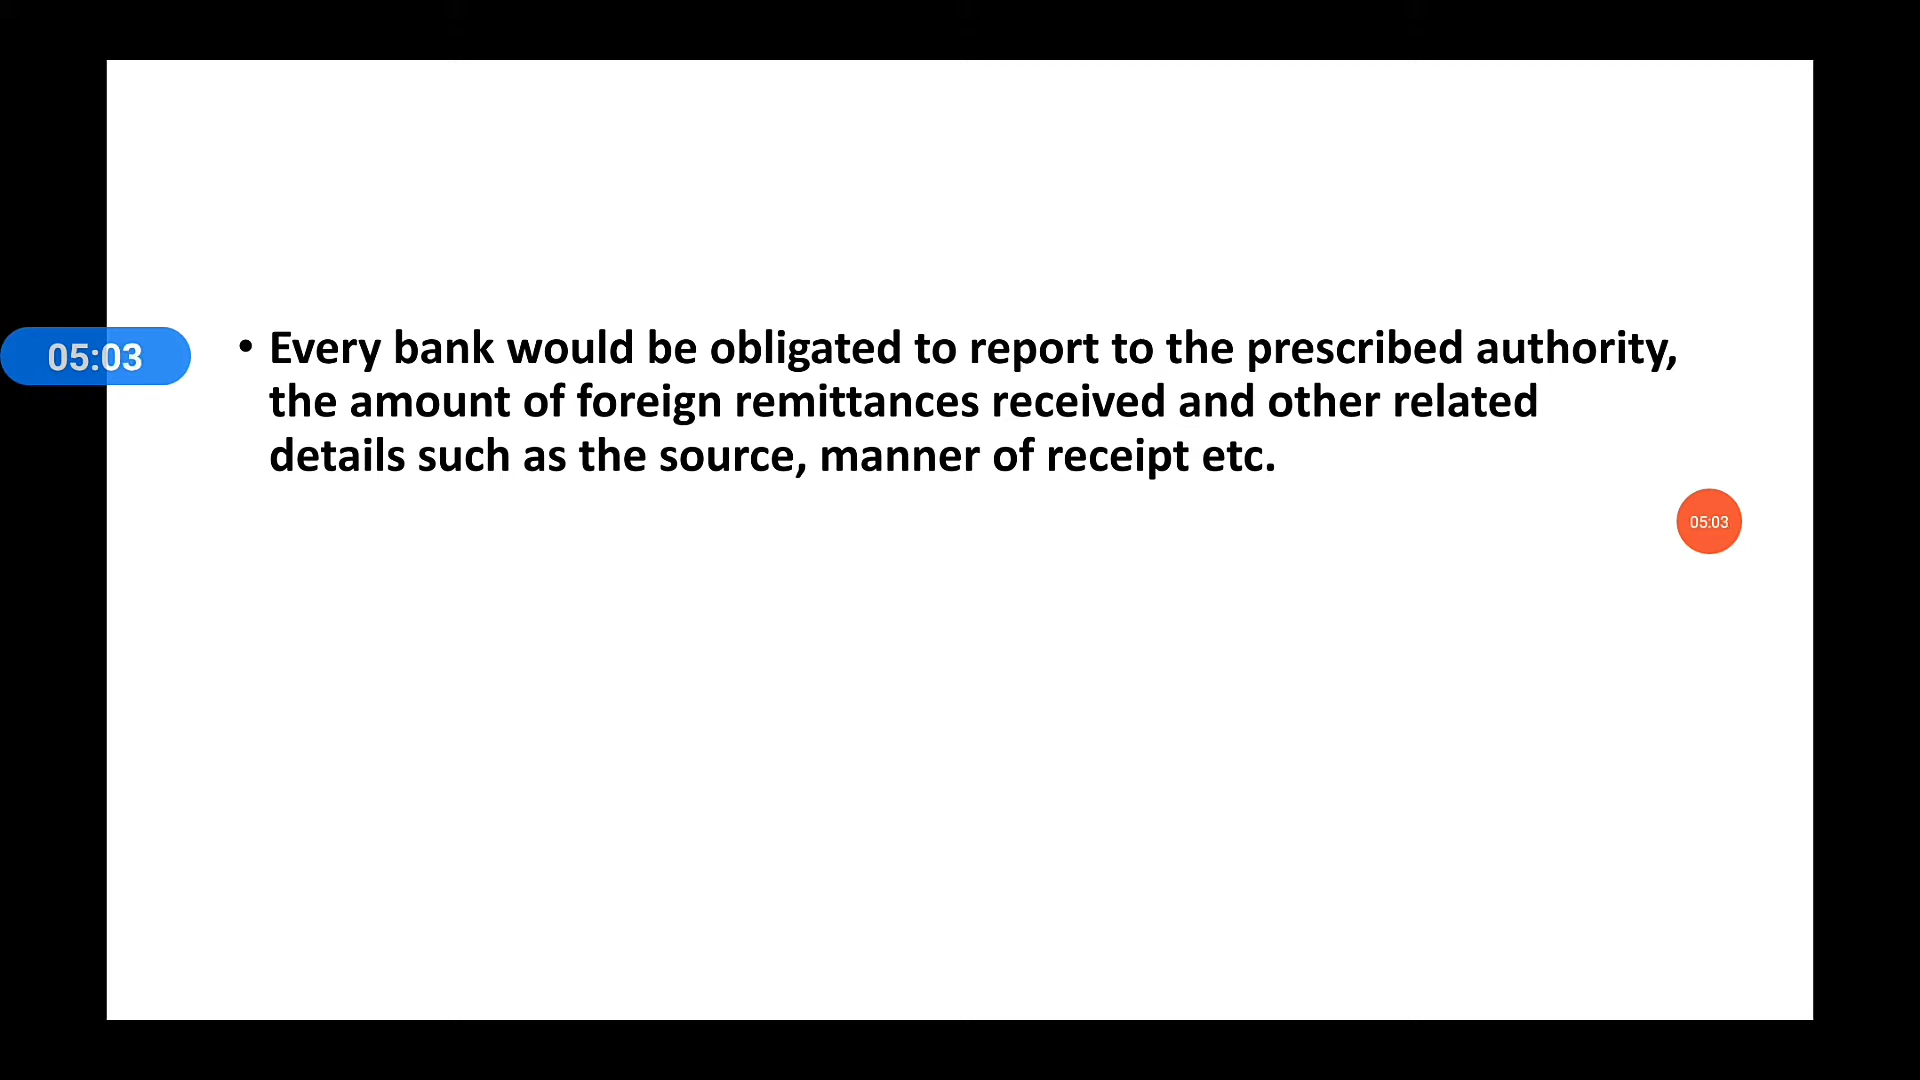 05:03
• Every bank would be obligated to report to the prescribed authority,
the amount of foreign remittances received and other related
details such as the source, manner of receipt etc.
05:03